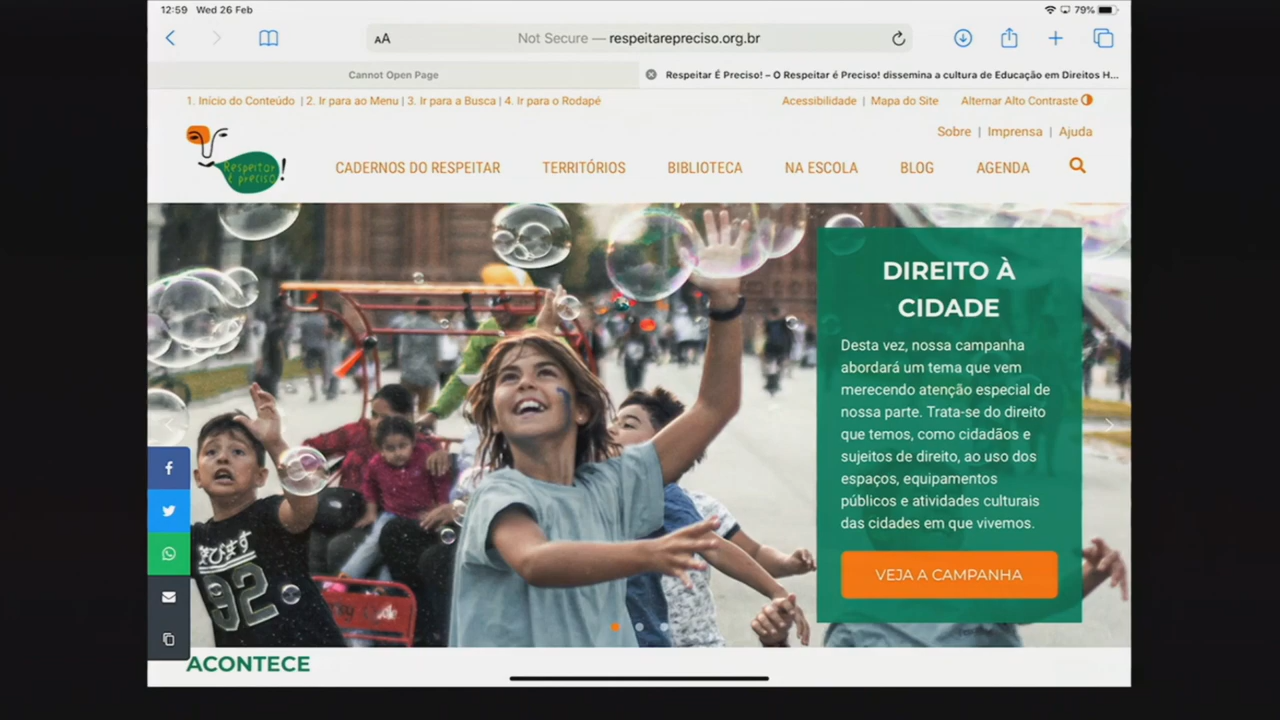 12:59 Wed 26 Feb
79%
AA Not Secure — respeitarepreciso.org.br
Cannot Open Page
Respeitar É Preciso! – O Respeitar é Preciso! dissemina a cultura de Educação em Direitos H...
1. Início do Conteúdo | 2. Ir para ao Menu | 3. Ir para a Busca | 4. Ir para o Rodapé
Acessibilidade | Mapa do Site Alternar Alto Contraste
Sobre | Imprensa | Ajuda
Respeitar
é preciso!
CADERNOS DO RESPEITAR TERRITÓRIOS BIBLIOTECA NA ESCOLA BLOG AGENDA
DIREITO À
CIDADE
Desta vez, nossa campanha
abordará um tema que vem
merecendo atenção especial de
nossa parte. Trata-se do direito
que temos, como cidadãos e
sujeitos de direito, ao uso dos
espaços, equipamentos
públicos e atividades culturais
das cidades em que vivemos.
VEJA A CAMPANHA
92
ACONTECE